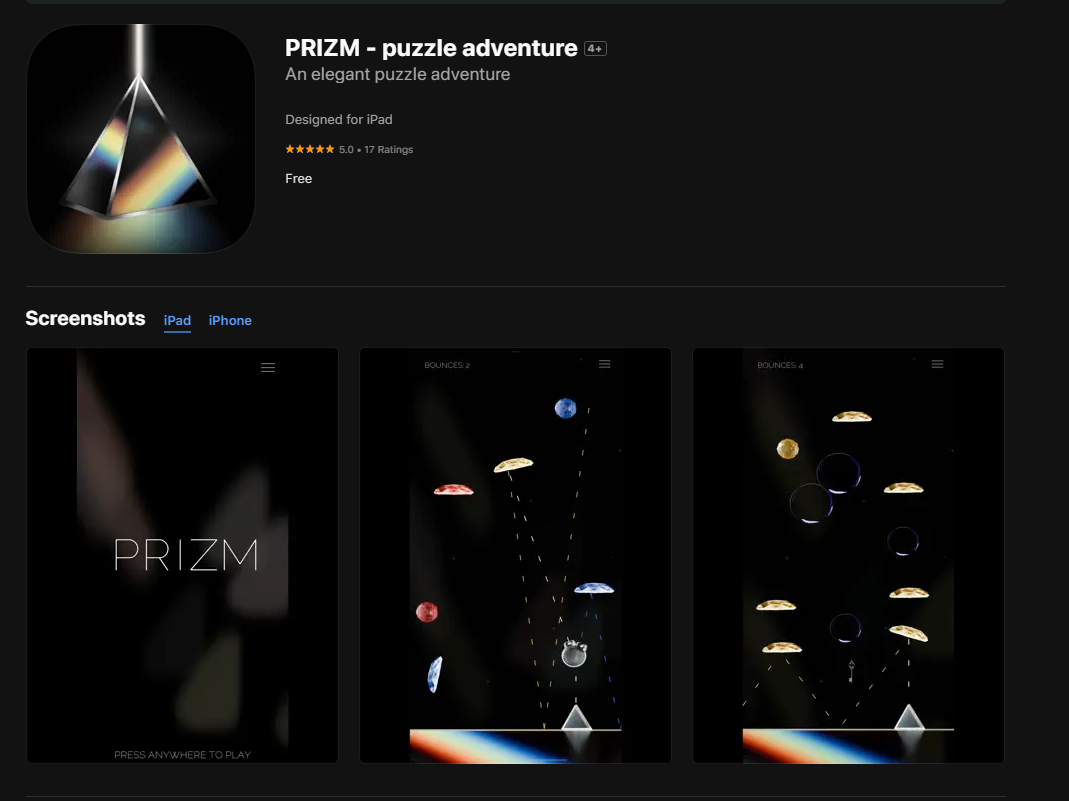 PRIZM - puzzle adventure 4+
An elegant puzzle adventure
Designed for iPad
5.0 • 17 Ratings
Free
Screenshots iPad iPhone
PRIZM
PRESS ANYWHERE TO PLAY
BOUNCES: 2
BOUNCES: 4